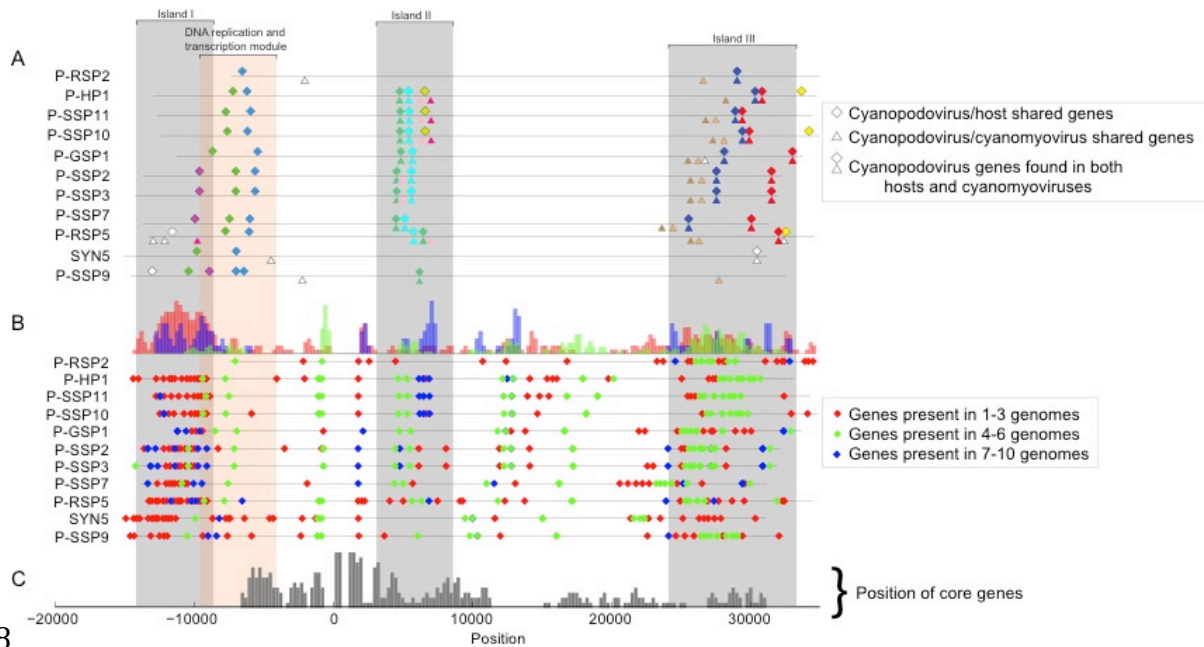 Island I
DNA replication and
transcription module
Island II
Island III
A
P-RSP2
P-HP1
P-SSP11
P-SSP10
P-GSP1
P-SSP2
P-SSP3
P-SSP7
P-RSP5
SYN5
P-SSP9
Cyanopodovirus/host shared genes
Cyanopodovirus/cyanomyovirus shared genes
Cyanopodovirus genes found in both
hosts and cyanomyoviruses
B
P-RSP2
P-HP1
P-SSP11
P-SSP10
P-GSP1
P-SSP2
P-SSP3
P-SSP7
P-RSP5
SYN5
P-SSP9
Genes present in 1-3 genomes
Genes present in 4-6 genomes
Genes present in 7-10 genomes
C
} Position of core genes
−20000 −10000 0 10000 20000 30000
Position
8